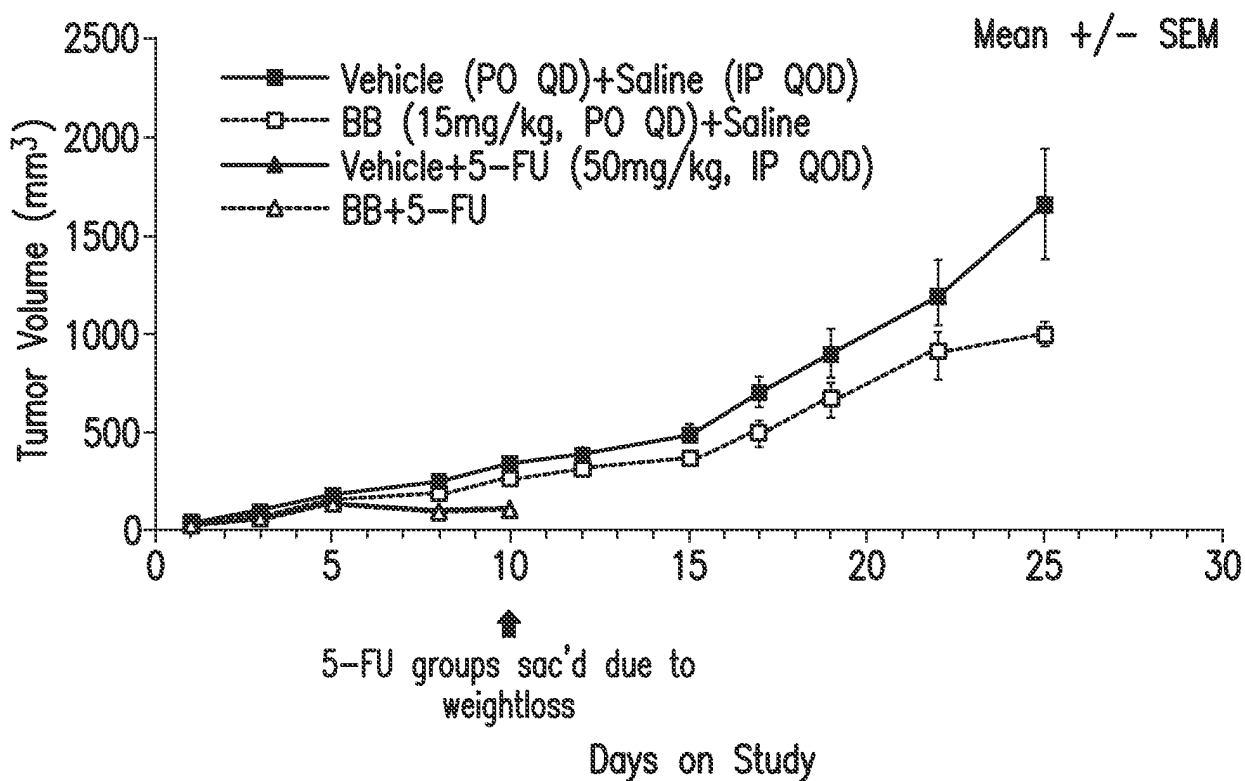 Mean +/- SEM
Vehicle (PO QD)+Saline (IP QOD)
BB (15mg/kg, PO QD)+Saline
Vehicle+5-FU (50mg/kg, IP QOD)
BB+5-FU
Tumor Volume (mm³)
2500
2000
1500
1000
500
0
0 5 10 15 20 25 30
5-FU groups sac'd due to
weightloss
Days on Study